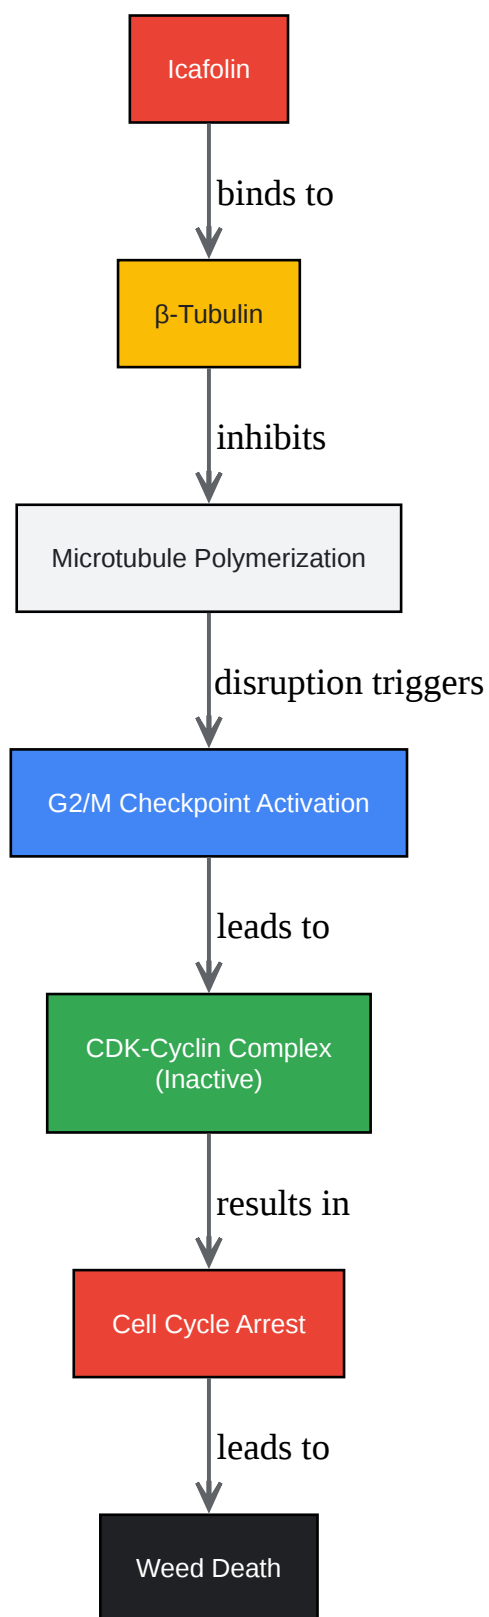 Icafolin
binds to
β-Tubulin
inhibits
Microtubule Polymerization
disruption triggers
G2/M Checkpoint Activation
leads to
CDK-Cyclin Complex
(Inactive)
results in
Cell Cycle Arrest
leads to
Weed Death